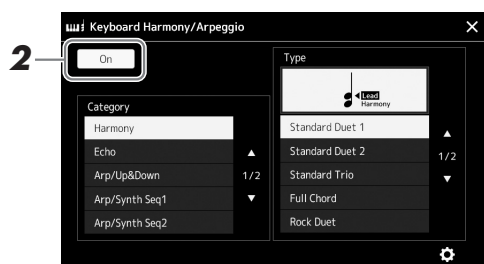 Keyboard Harmony/Arpeggio
2
On
Category
Harmony
Echo
Arp/Up&Down
Arp/Synth Seq1
Arp/Synth Seq2
1/2
Type
Lead
Harmony
Standard Duet 1
Standard Duet 2
Standard Trio
Full Chord
Rock Duet
1/2